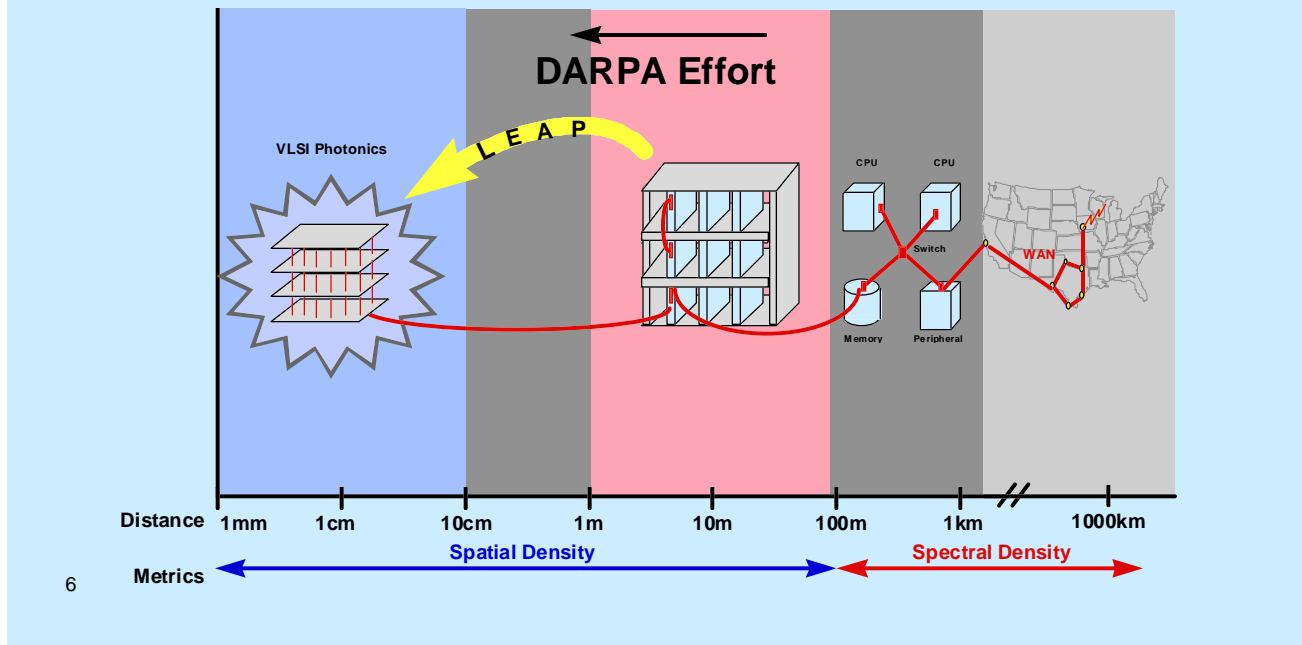 DARPA Effort
L E A P
VLSI Photonics
CPU CPU
Switch
WAN
Memory Peripheral
Distance 1mm 1cm 10cm 1m 10m 100m 1km 1000km
Spatial Density Spectral Density
Metrics
6